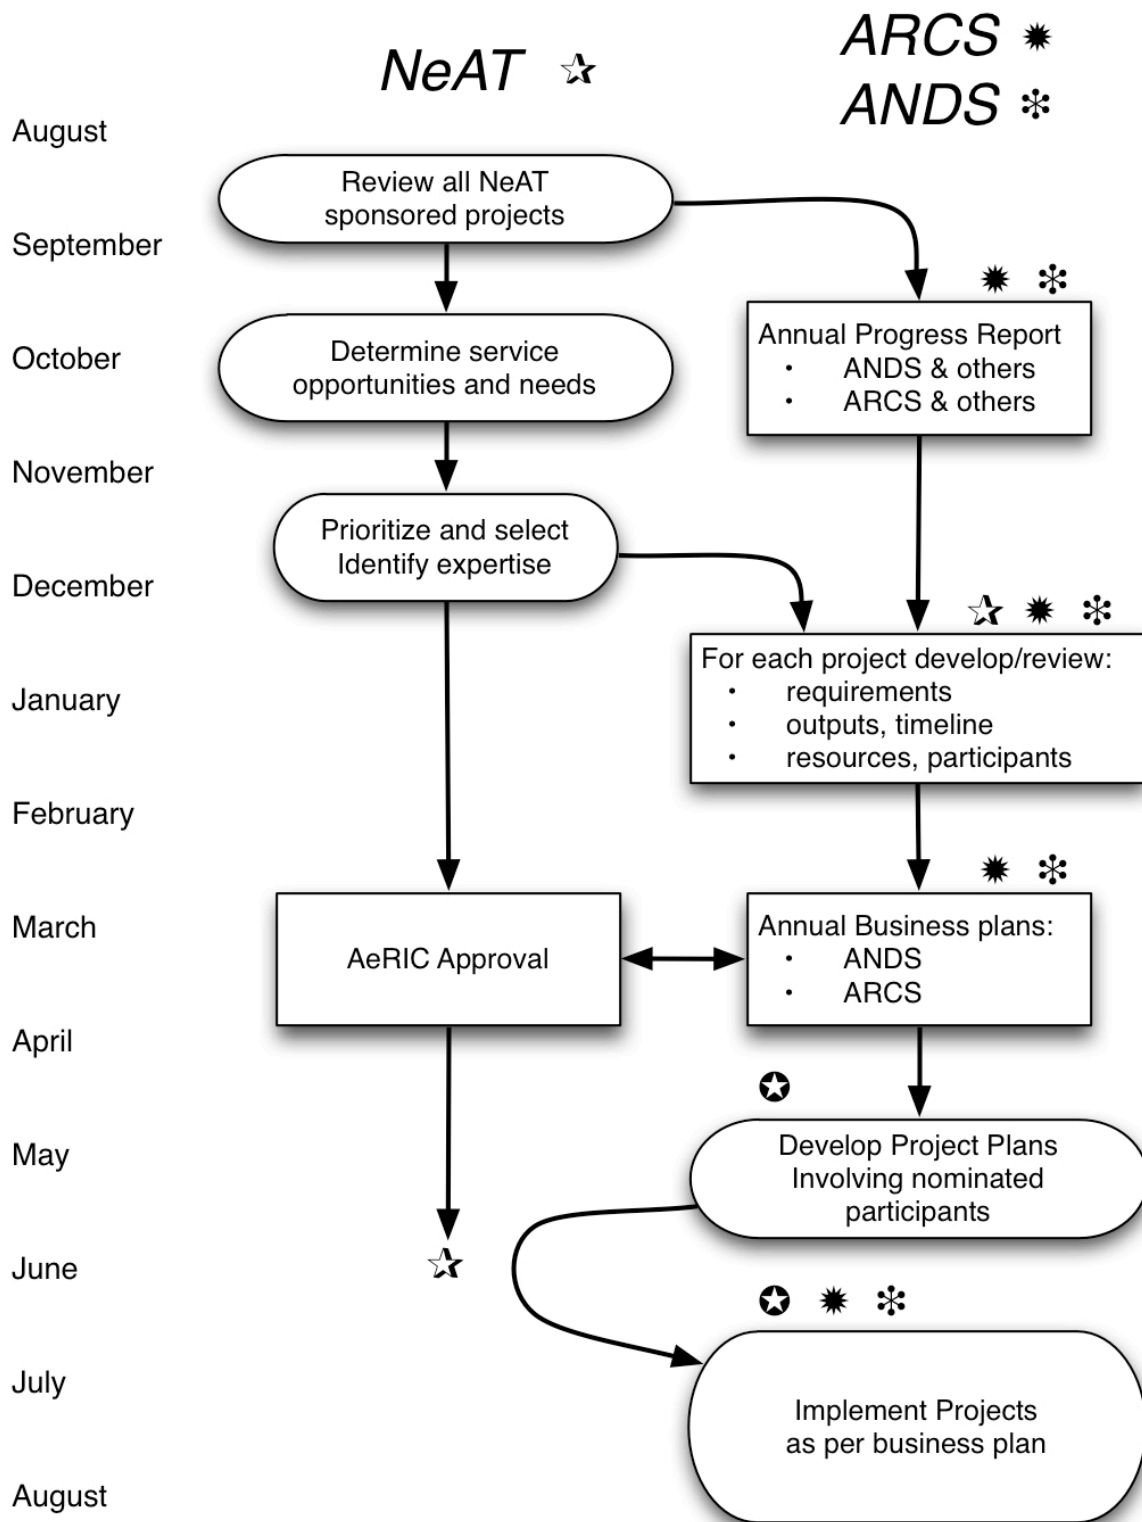 NeAT
ARCS
ANDS
August
Review all NeAT
sponsored projects
September
Annual Progress Report
• ANDS & others
• ARCS & others
October
Determine service
opportunities and needs
November
Prioritize and select
Identify expertise
December
For each project develop/review:
• requirements
• outputs, timeline
• resources, participants
January
February
March
AeRIC Approval
Annual Business plans:
• ANDS
• ARCS
April
May
Develop Project Plans
Involving nominated
participants
June
July
Implement Projects
as per business plan
August